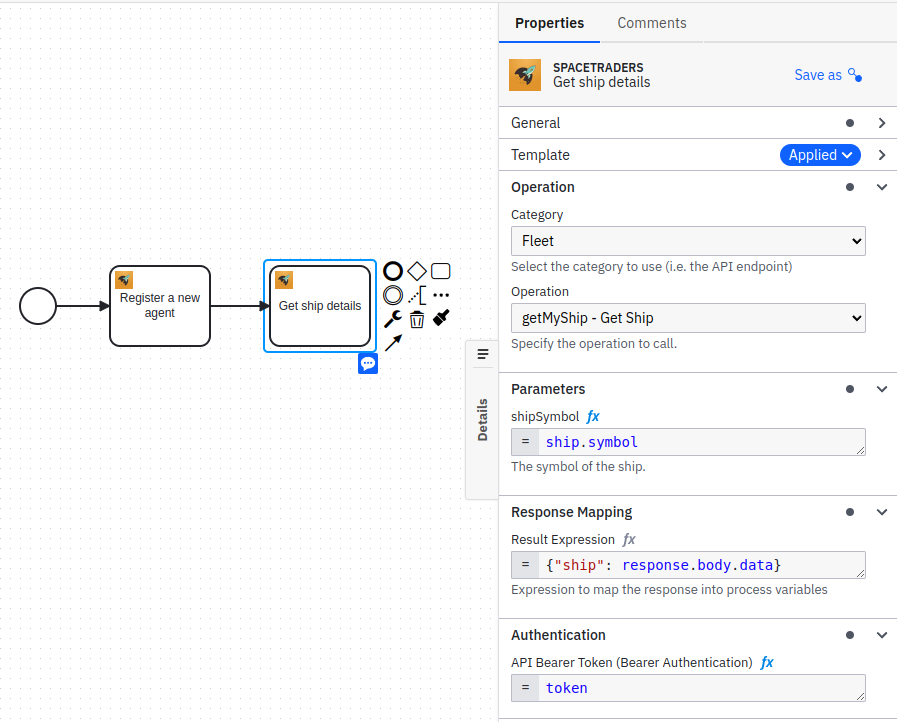 Properties
Comments
SPACETRADERS
Get ship details
Save as
General
Template
Applied
Operation
Category
Fleet
Select the category to use (i.e. the API endpoint)
Operation
getMyShip - Get Ship
Specify the operation to call.
Parameters
shipSymbol fx
= ship.symbol
The symbol of the ship.
Response Mapping
Result Expression fx
= {"ship": response.body.data}
Expression to map the response into process variables
Authentication
API Bearer Token (Bearer Authentication) fx
= token
Register a new
agent
Get ship details
Details